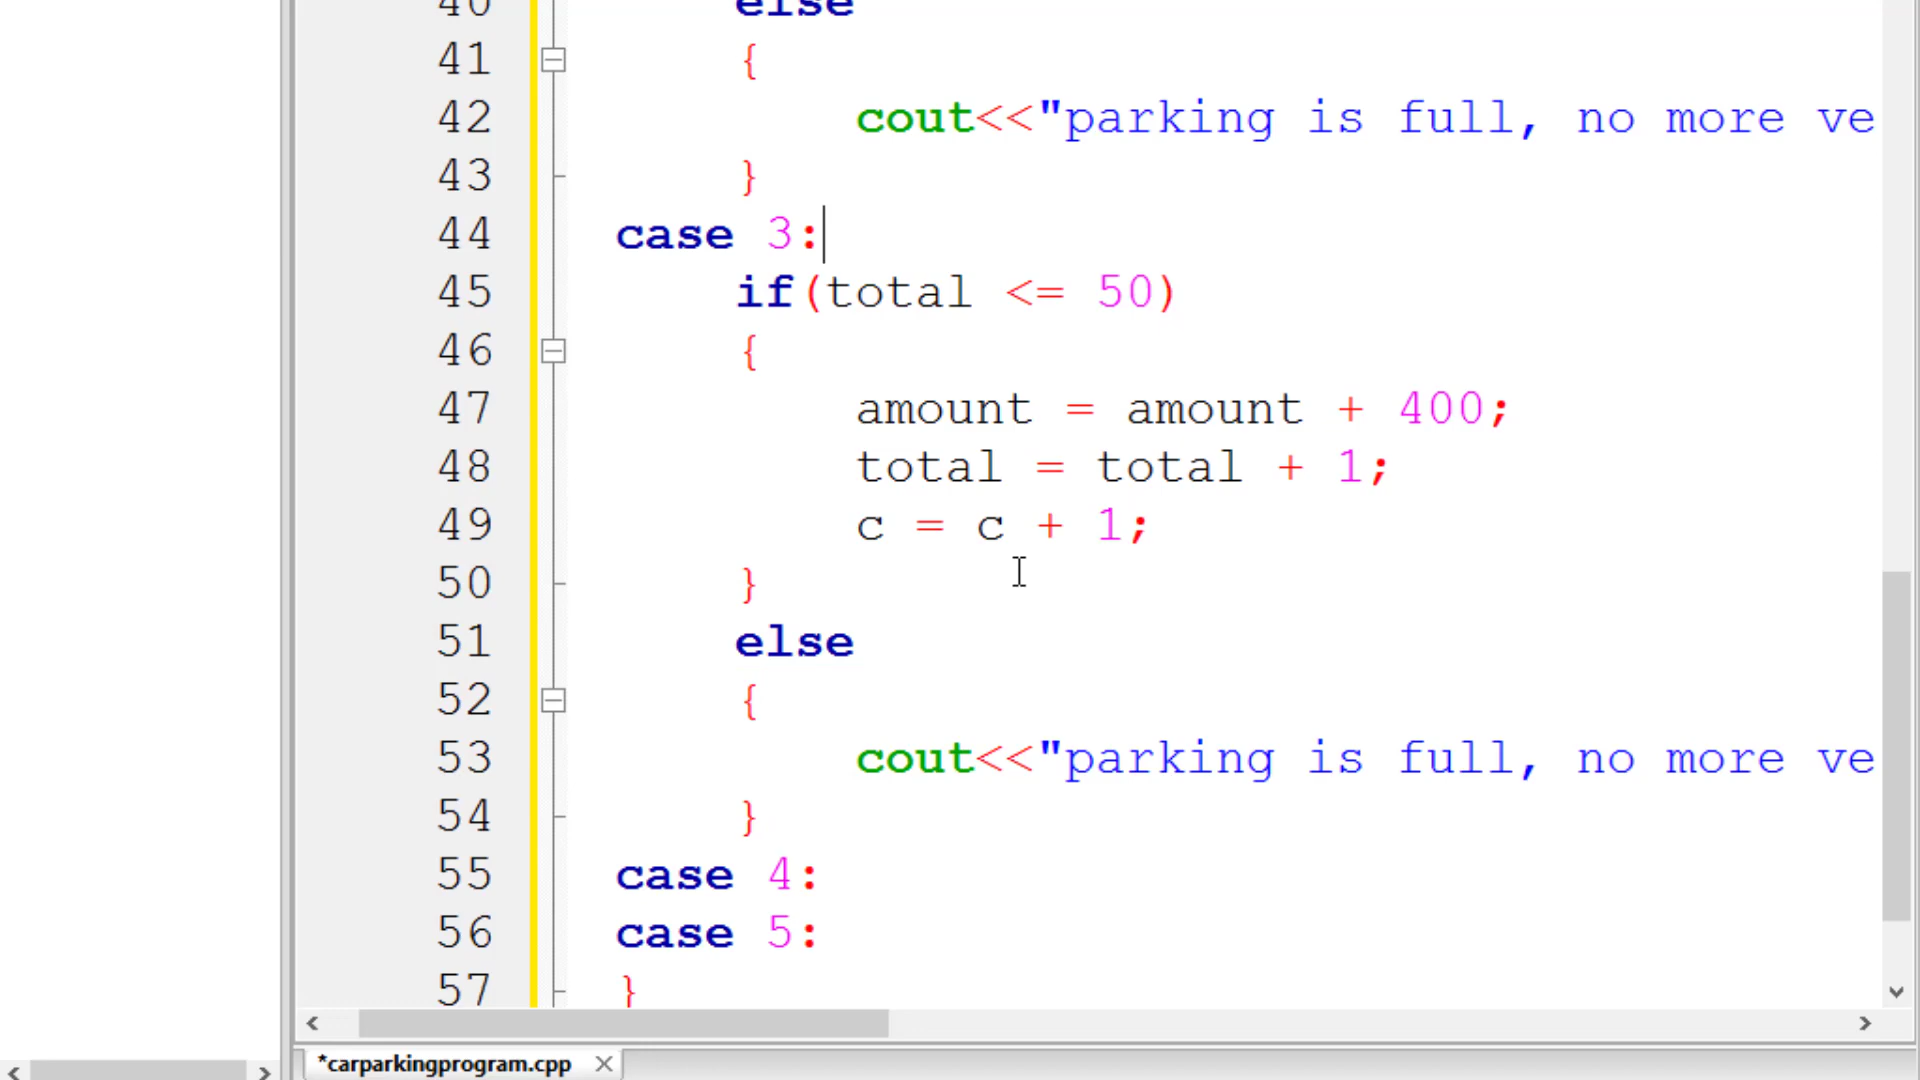 40 else
41 {
42 cout<<"parking is full, no more ve
43 }
44 case 3:
45 if(total <= 50)
46 {
47 amount = amount + 400;
48 total = total + 1;
49 c = c + 1;
50 }
51 else
52 {
53 cout<<"parking is full, no more ve
54 }
55 case 4:
56 case 5:
57 }
*carparkingprogram.cpp